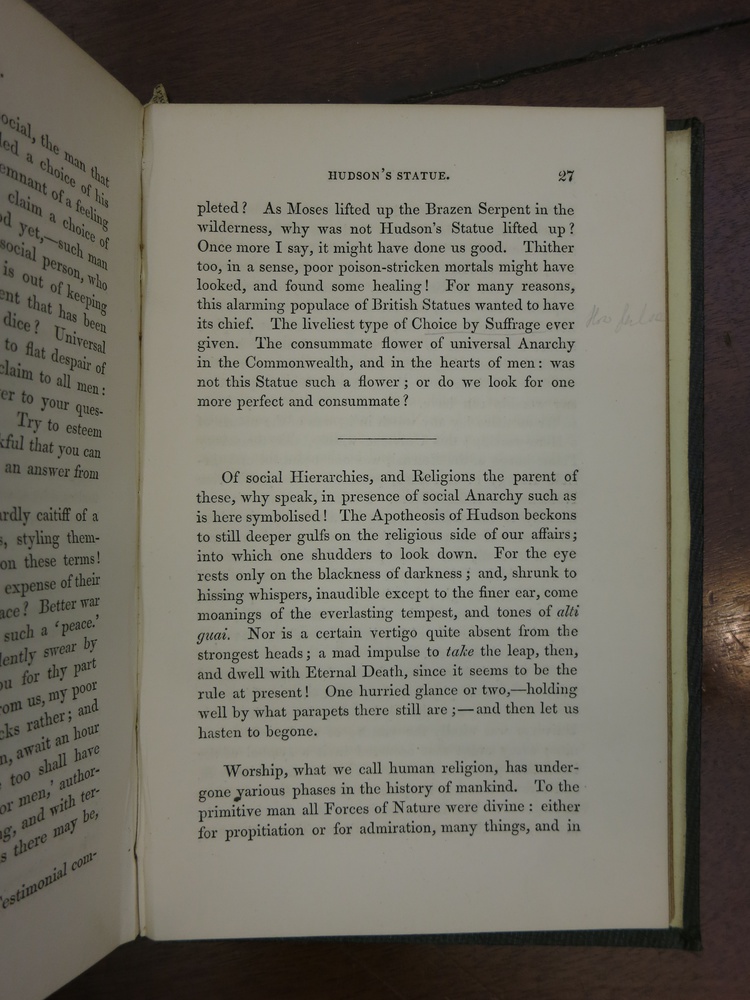 ocial, the man that
led a choice of his
emnant of a feeling
claim a choice of
d yet,—such man
social person, who
is out of keeping
ent that has been
dice? Universal
to flat despair of
claim to all men:
er to your ques-
Try to esteem
kful that you can
an answer from
rdly caitiff of a
s, styling them-
on these terms!
expense of their
ace? Better war
such a 'peace.'
lently swear by
ou for thy part
rom us, my poor
cks rather; and
n, await an hour
too shall have
or men,' author-
ng, and with ter-
s there may be,
Testimonial com-
HUDSON'S STATUE. 27
pleted? As Moses lifted up the Brazen Serpent in the
wilderness, why was not Hudson's Statue lifted up?
Once more I say, it might have done us good. Thither
too, in a sense, poor poison-stricken mortals might have
looked, and found some healing! For many reasons,
this alarming populace of British Statues wanted to have
its chief. The liveliest type of Choice by Suffrage ever
given. The consummate flower of universal Anarchy
in the Commonwealth, and in the hearts of men: was
not this Statue such a flower; or do we look for one
more perfect and consummate?
Of social Hierarchies, and Religions the parent of
these, why speak, in presence of social Anarchy such as
is here symbolised! The Apotheosis of Hudson beckons
to still deeper gulfs on the religious side of our affairs;
into which one shudders to look down. For the eye
rests only on the blackness of darkness; and, shrunk to
hissing whispers, inaudible except to the finer ear, come
moanings of the everlasting tempest, and tones of alti
guai. Nor is a certain vertigo quite absent from the
strongest heads; a mad impulse to take the leap, then,
and dwell with Eternal Death, since it seems to be the
rule at present! One hurried glance or two,—holding
well by what parapets there still are;—and then let us
hasten to begone.
Worship, what we call human religion, has under-
gone various phases in the history of mankind. To the
primitive man all Forces of Nature were divine: either
for propitiation or for admiration, many things, and in